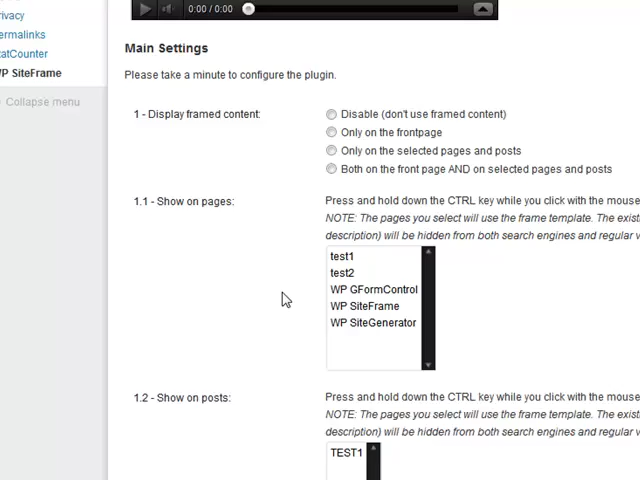 rivacy
ermalinks
tatCounter
WP SiteFrame
Collapse menu
0:00 / 0:00
Main Settings
Please take a minute to configure the plugin.
1 - Display framed content:
Disable (don't use framed content)
Only on the frontpage
Only on the selected pages and posts
Both on the front page AND on selected pages and posts
1.1 - Show on pages:
Press and hold down the CTRL key while you click with the mouse
NOTE: The pages you select will use the frame template. The exis
description) will be hidden from both search engines and regular v
test1
test2
WP GFormControl
WP SiteFrame
WP SiteGenerator
1.2 - Show on posts:
Press and hold down the CTRL key while you click with the mouse
NOTE: The pages you select will use the frame template. The exis
description) will be hidden from both search engines and regular v
TEST1